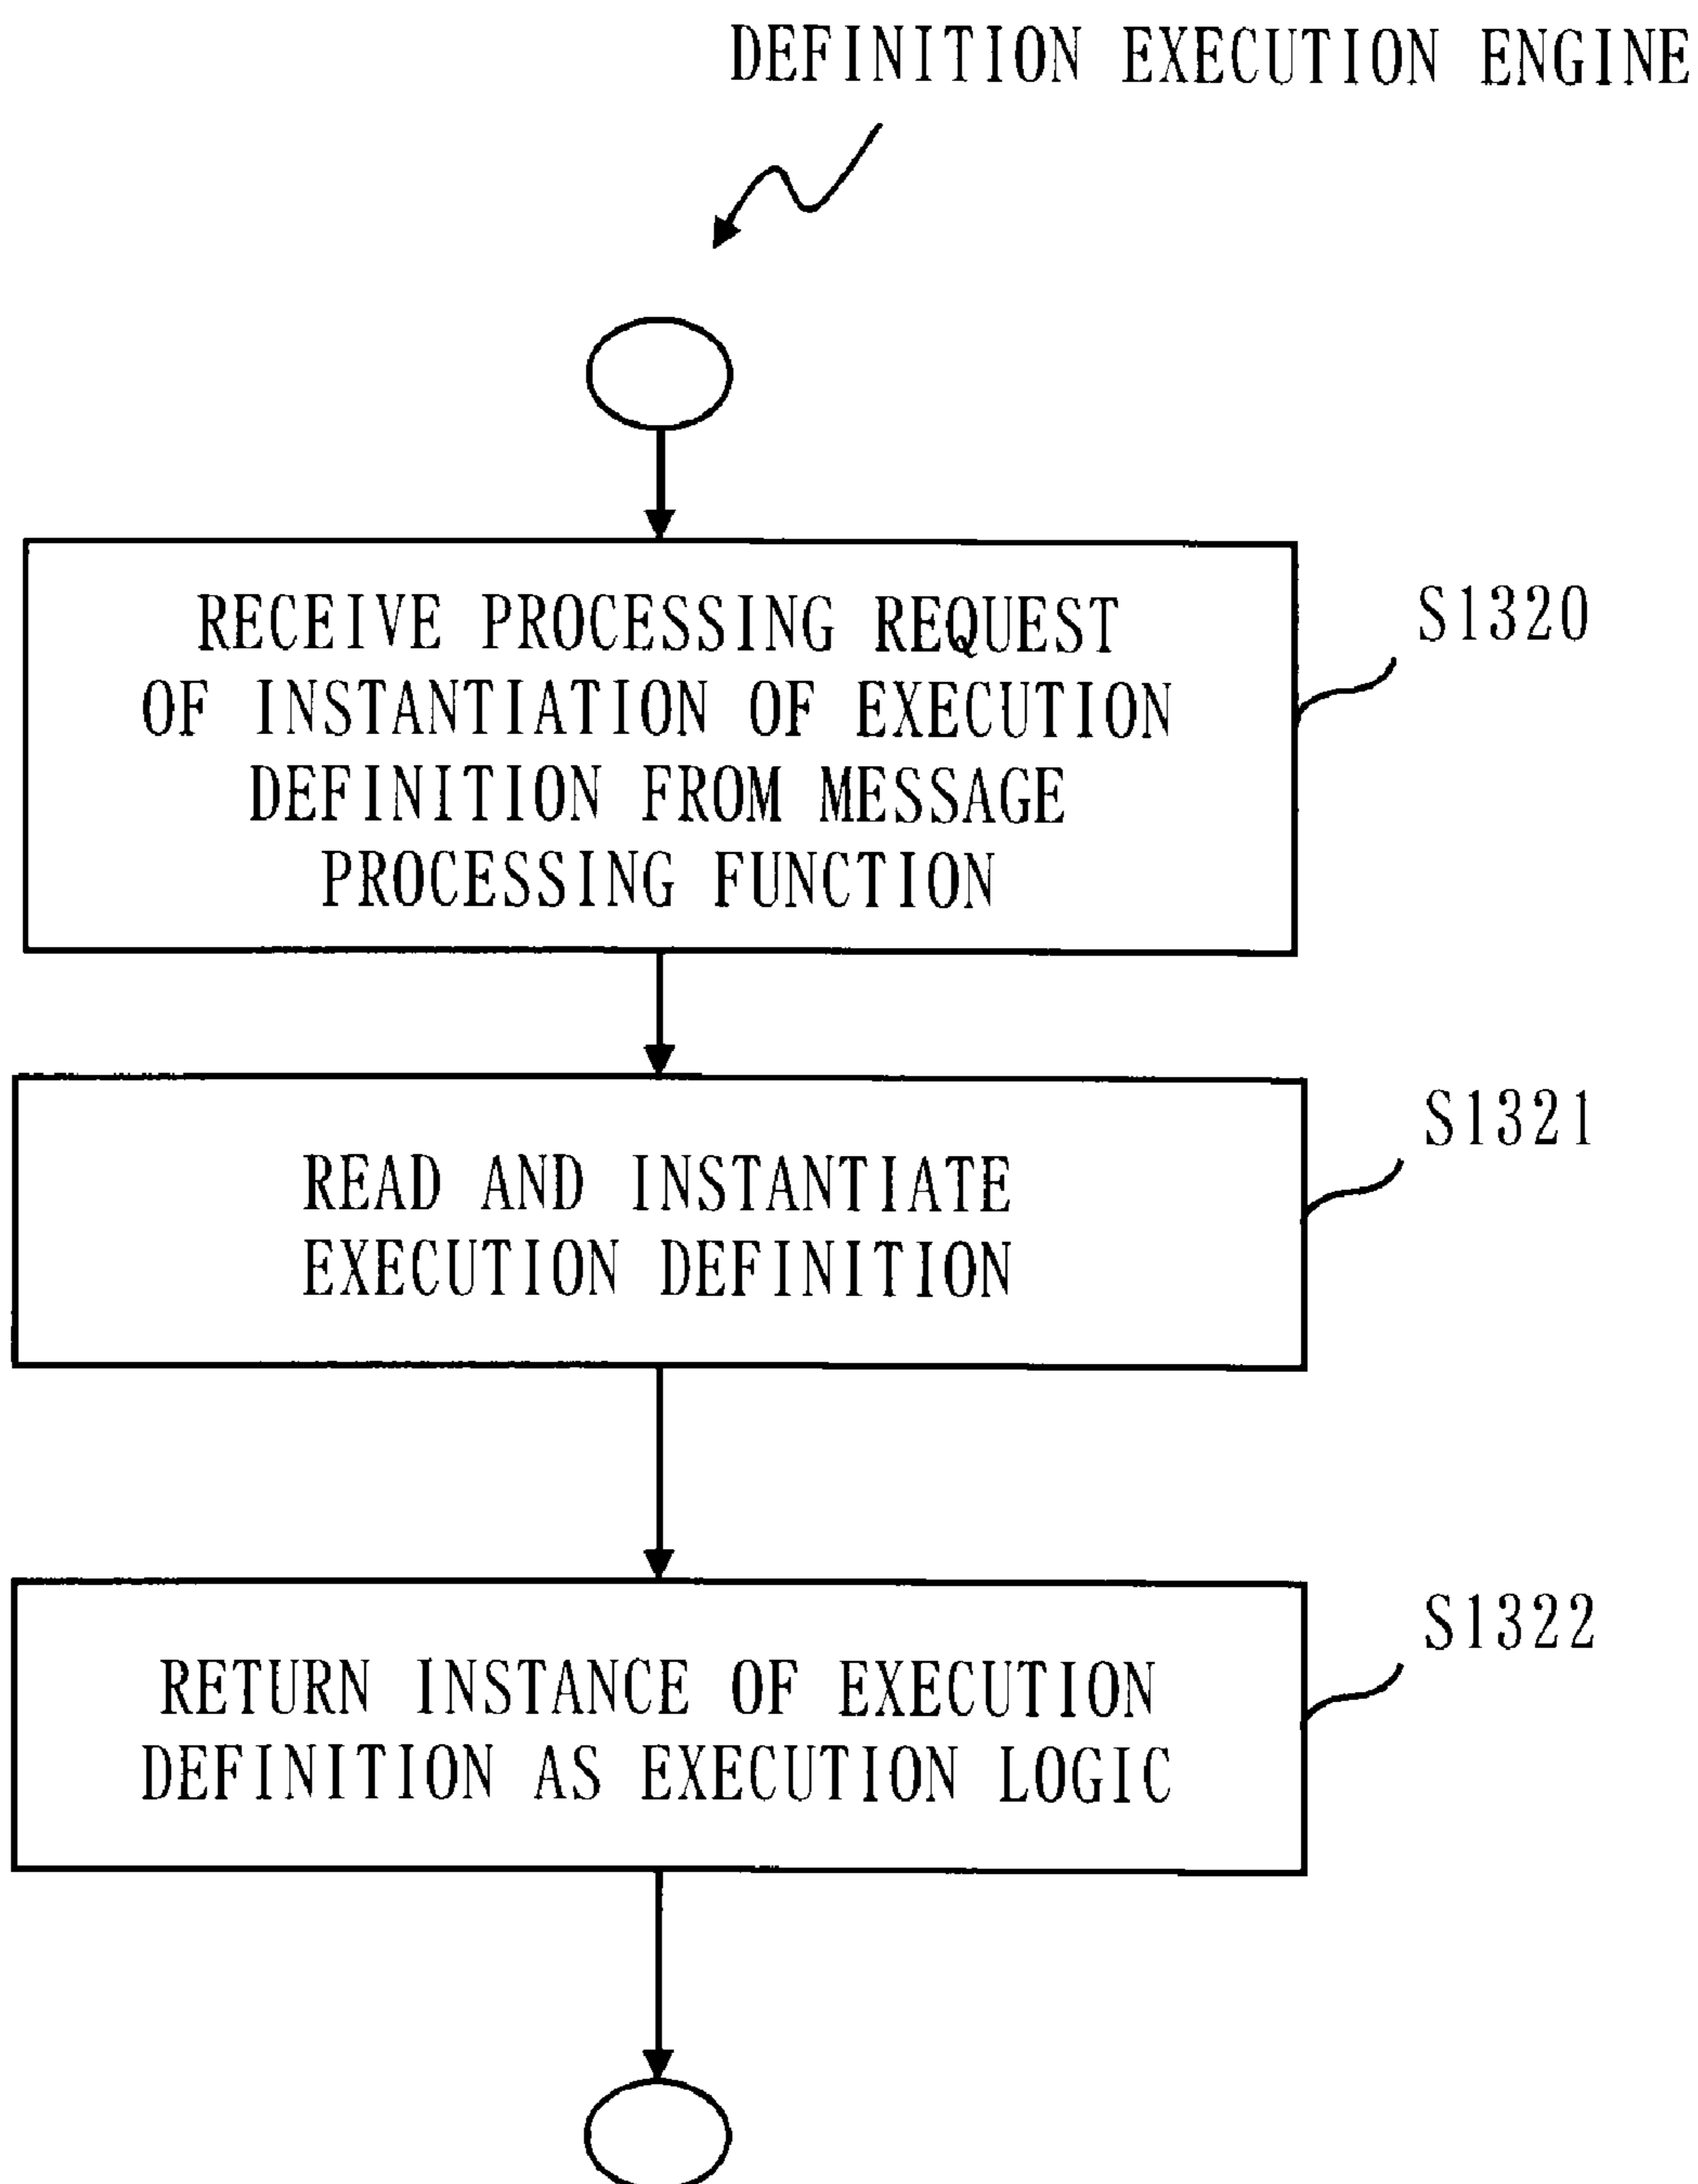 DEFINITION EXECUTION ENGINE
RECEIVE PROCESSING REQUEST
OF INSTANTIATION OF EXECUTION
DEFINITION FROM MESSAGE
PROCESSING FUNCTION
S1320
READ AND INSTANTIATE
EXECUTION DEFINITION
S1321
RETURN INSTANCE OF EXECUTION
DEFINITION AS EXECUTION LOGIC
S1322